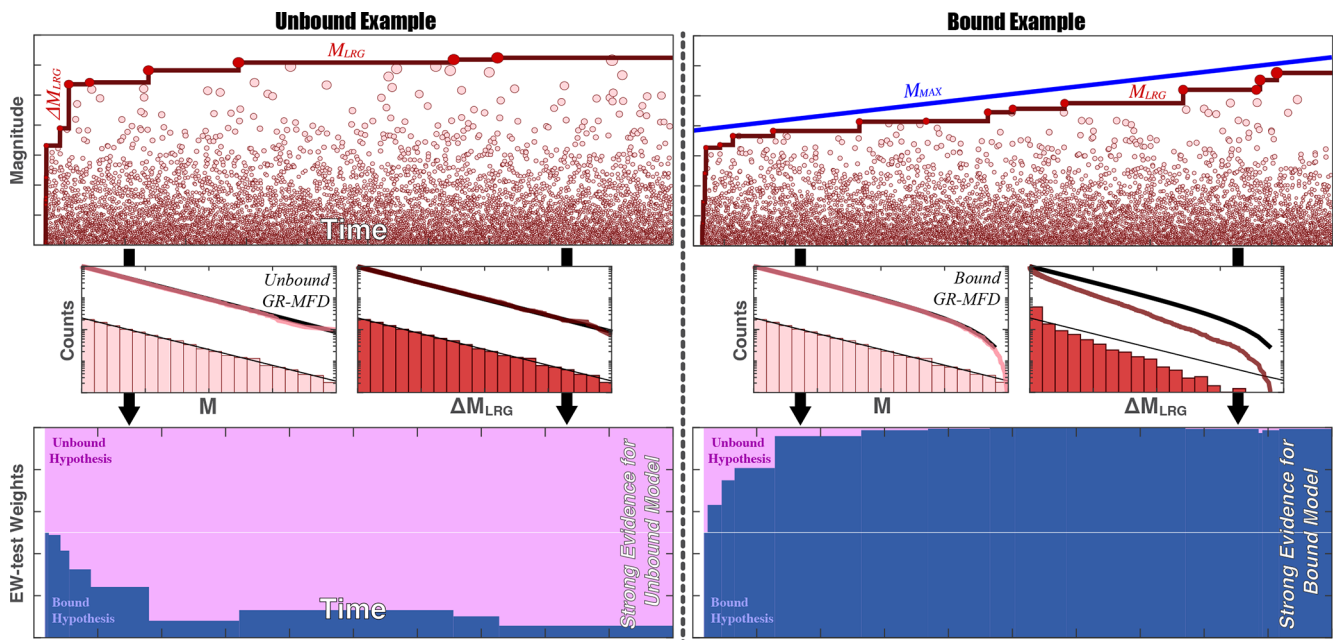 Unbound Example
Bound Example
Magnitude
ΔM_LRG
M_LRG
Time
M_MAX
M_LRG
Counts
Unbound
GR-MFD
M
ΔM_LRG
Counts
Bound
GR-MFD
M
ΔM_LRG
EW-test Weights
Unbound
Hypothesis
Bound
Hypothesis
Time
Strong Evidence for
Unbound Model
Unbound
Hypothesis
Bound
Hypothesis
Strong Evidence for
Bound Model